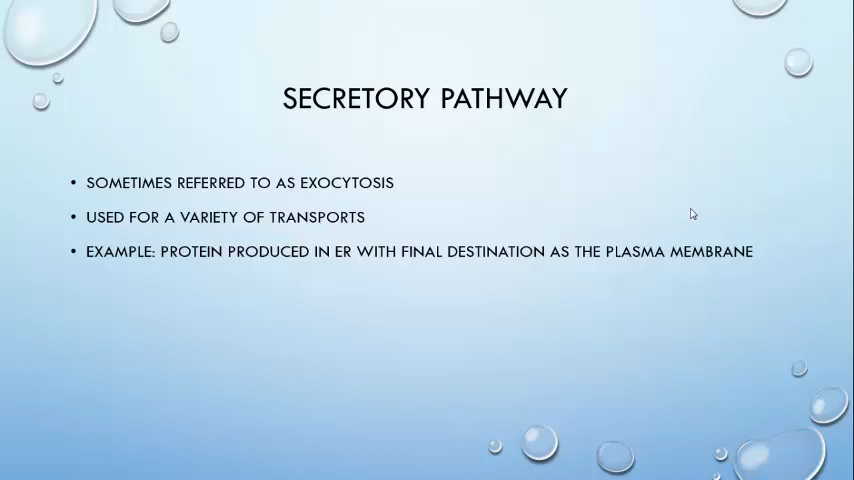 SECRETORY PATHWAY
• SOMETIMES REFERRED TO AS EXOCYTOSIS
• USED FOR A VARIETY OF TRANSPORTS
• EXAMPLE: PROTEIN PRODUCED IN ER WITH FINAL DESTINATION AS THE PLASMA MEMBRANE